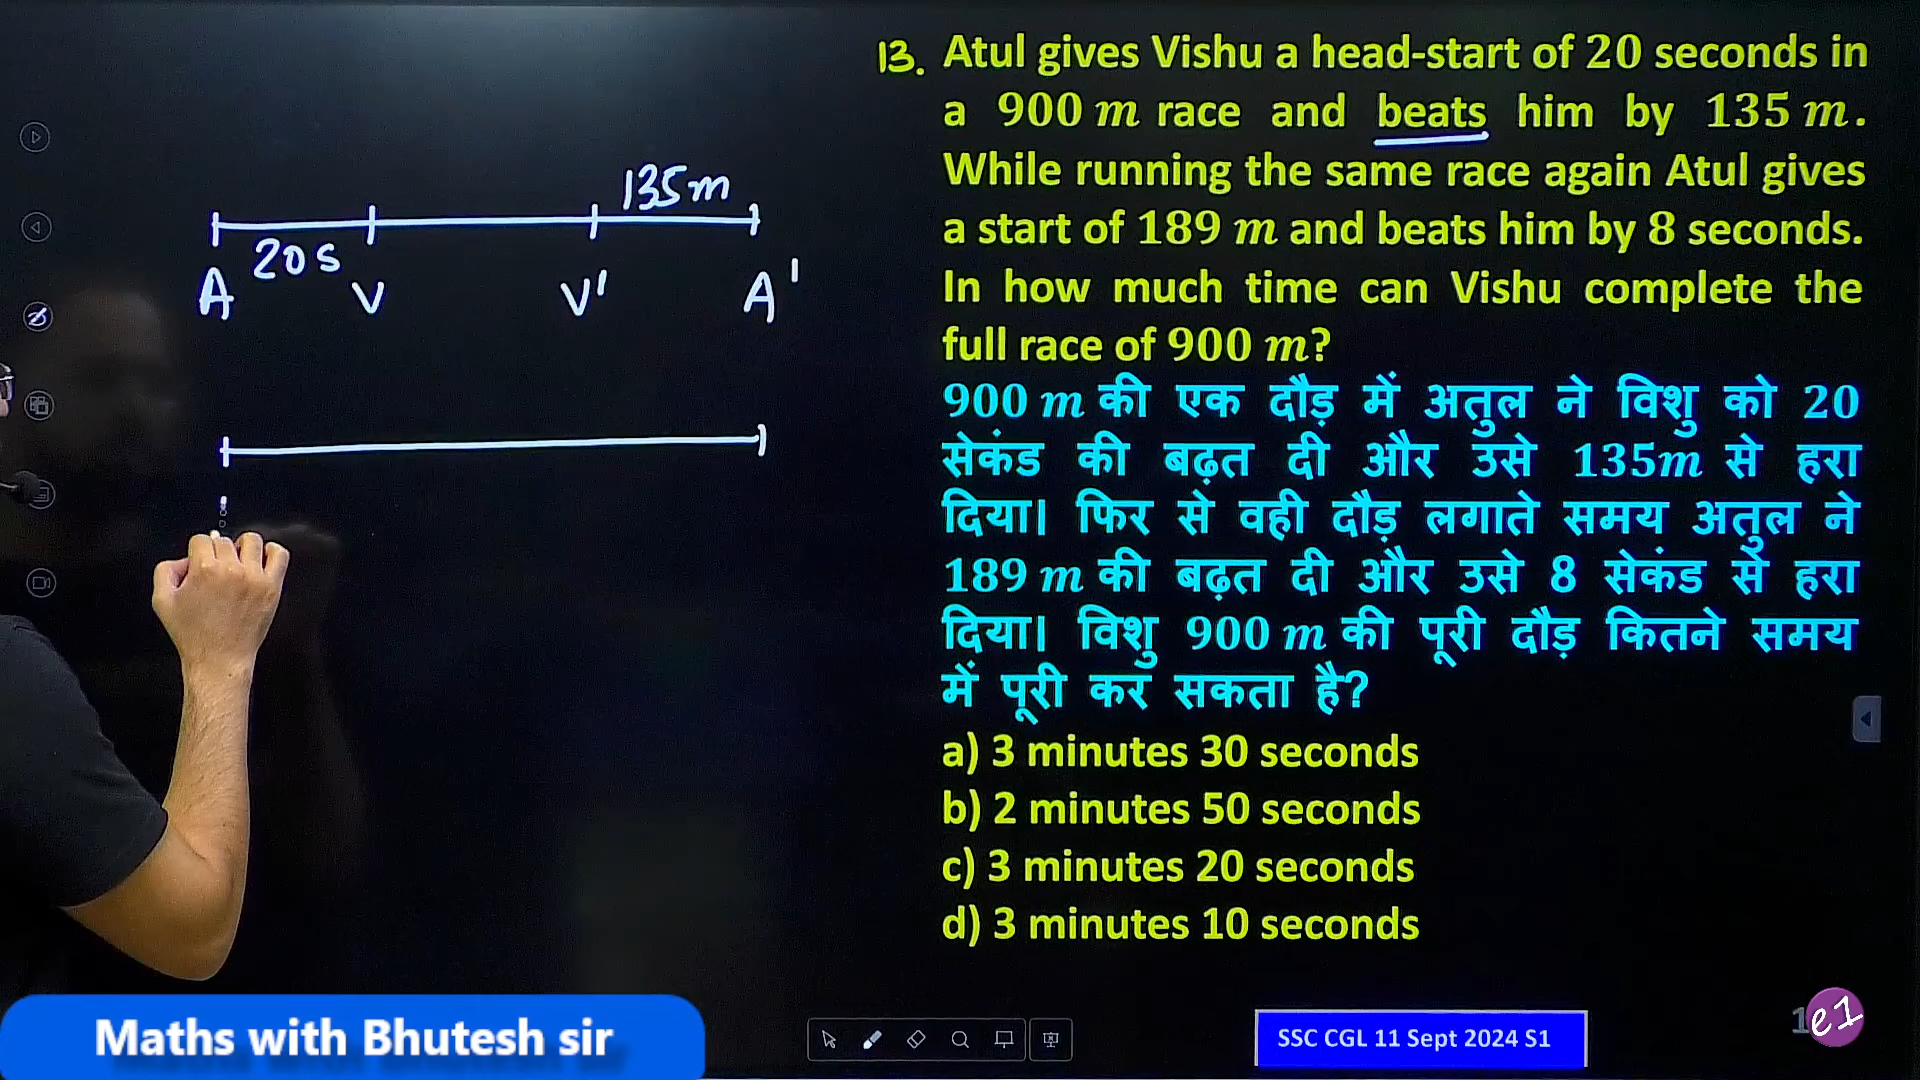 13. Atul gives Vishu a head-start of 20 seconds in
a 900 m race and beats him by 135 m.
While running the same race again Atul gives
a start of 189 m and beats him by 8 seconds.
In how much time can Vishu complete the
full race of 900 m?
900 m की एक दौड़ में अतुल ने विशु को 20
सेकंड की बढ़त दी और उसे 135m से हरा
दिया। फिर से वही दौड़ लगाते समय अतुल ने
189 m की बढ़त दी और उसे 8 सेकंड से हरा
दिया। विशु 900 m की पूरी दौड़ कितने समय
में पूरी कर सकता है?
a) 3 minutes 30 seconds
b) 2 minutes 50 seconds
c) 3 minutes 20 seconds
d) 3 minutes 10 seconds
135m
20s
A V V' A'
Maths with Bhutesh sir
SSC CGL 11 Sept 2024 S1
e1